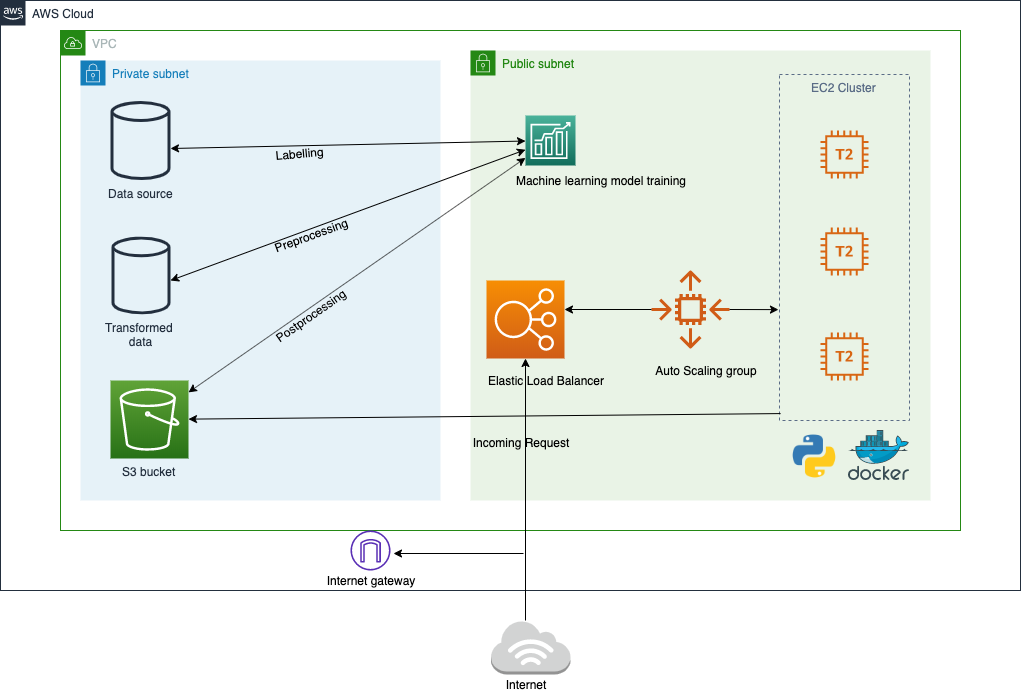 aws
AWS Cloud
VPC
Private subnet
Public subnet
EC2 Cluster
Data source
Labelling
Machine learning model training
T2
Preprocessing
T2
Transformed
data
Postprocessing
T2
Elastic Load Balancer
Auto Scaling group
S3 bucket
Incoming Request
docker
Internet gateway
Internet